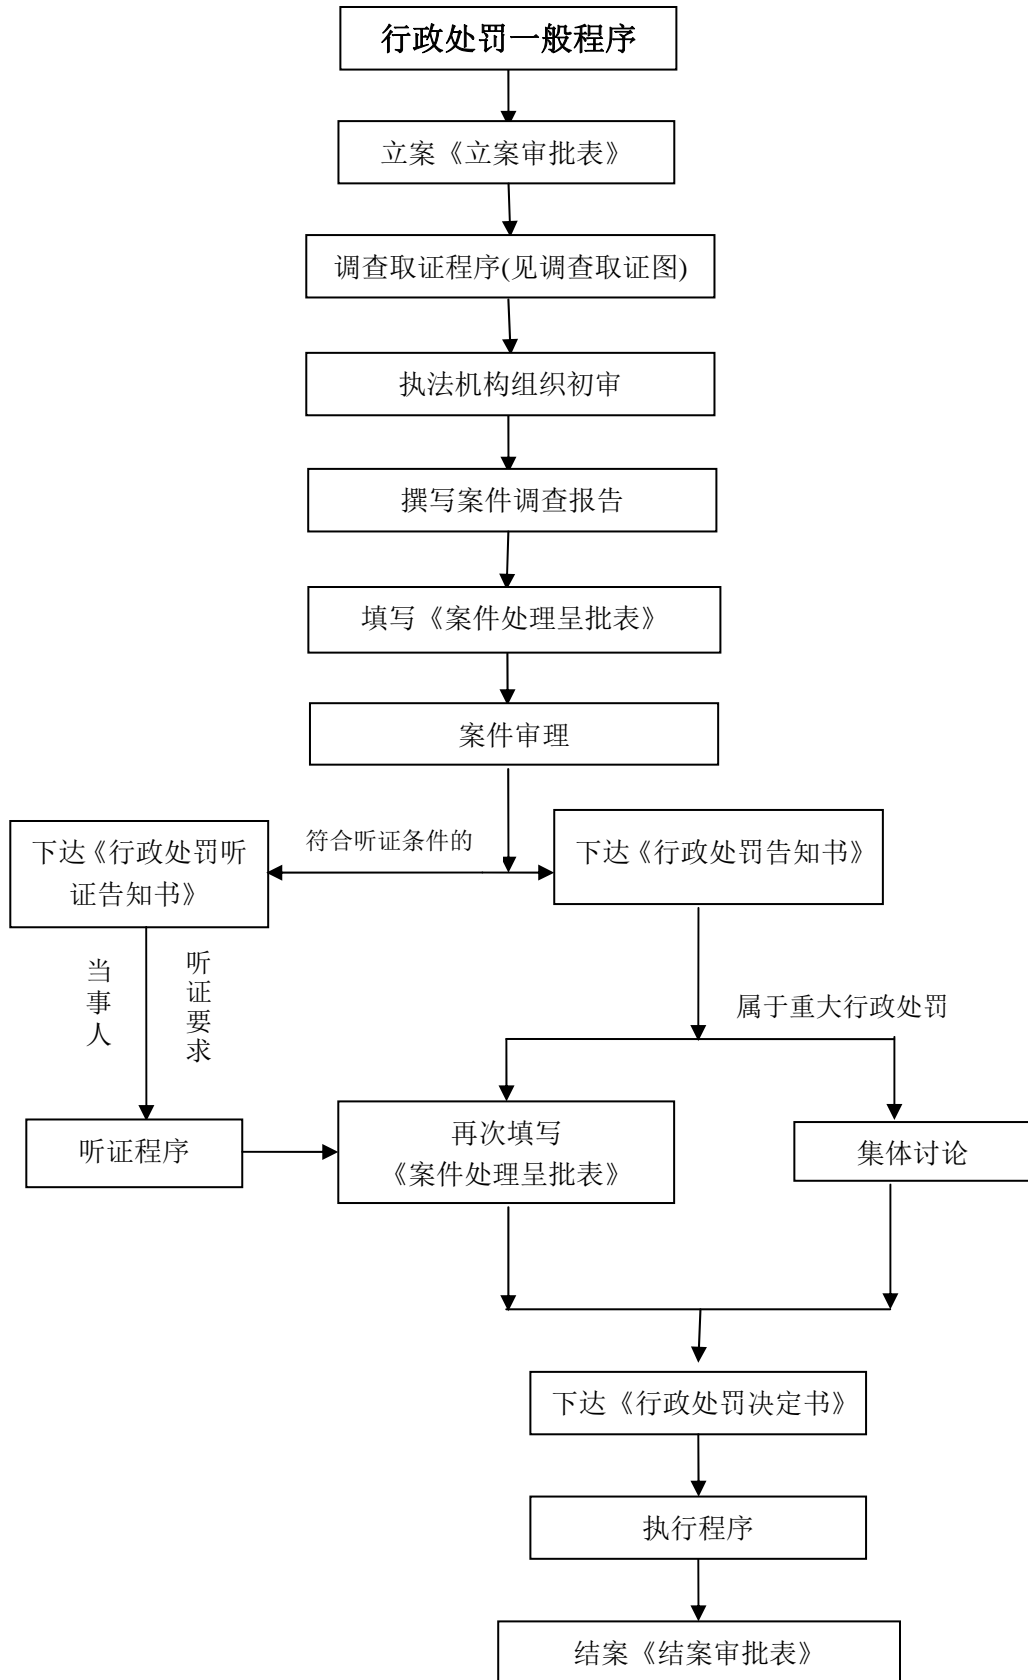 行政处罚一般程序
立案《立案审批表》
调查取证程序(见调查取证图)
执法机构组织初审
撰写案件调查报告
填写《案件处理呈批表》
案件审理
符合听证条件的
下达《行政处罚听
证告知书》
下达《行政处罚告知书》
当事人
听证要求
属于重大行政处罚
听证程序
再次填写
《案件处理呈批表》
集体讨论
下达《行政处罚决定书》
执行程序
结案《结案审批表》